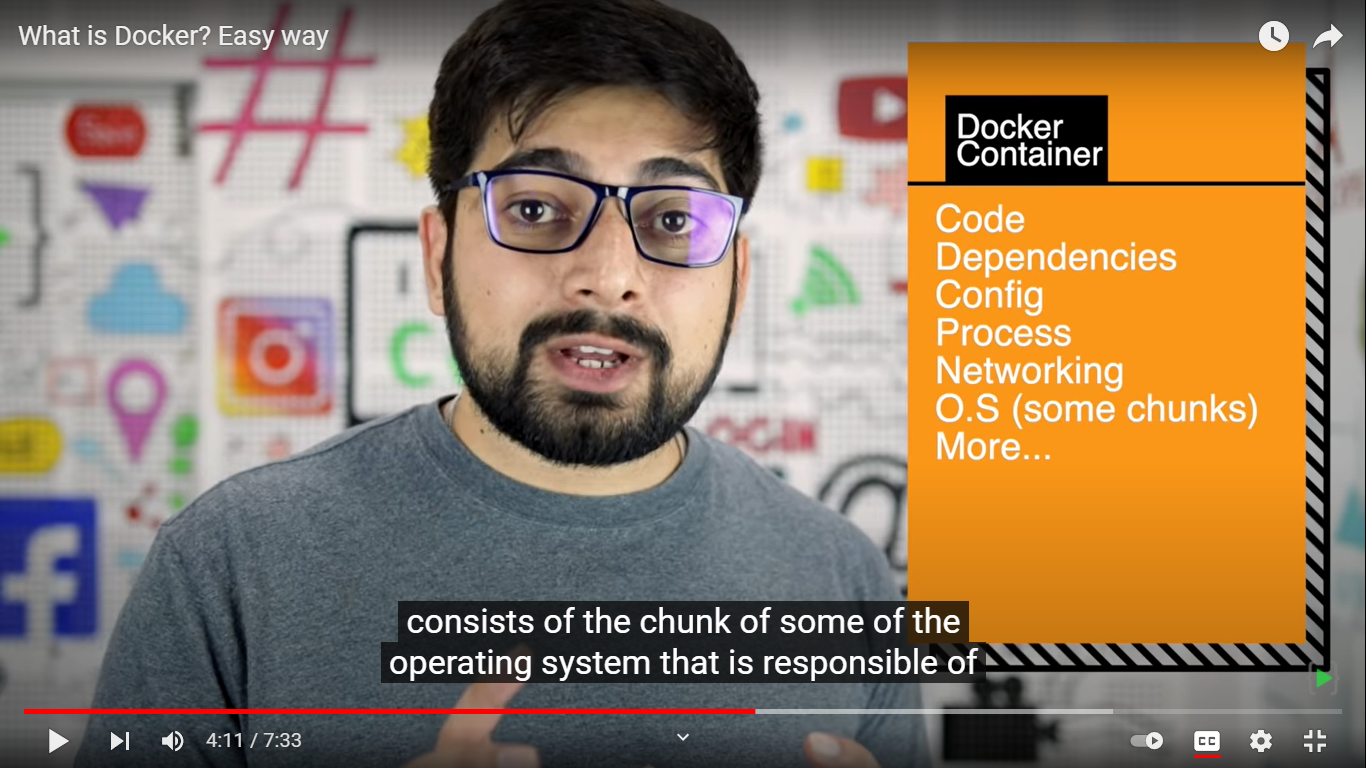 What is Docker? Easy way
Docker
Container
Code
Dependencies
Config
Process
Networking
O.S (some chunks)
More...
consists of the chunk of some of the
operating system that is responsible of
4:11 / 7:33
CC